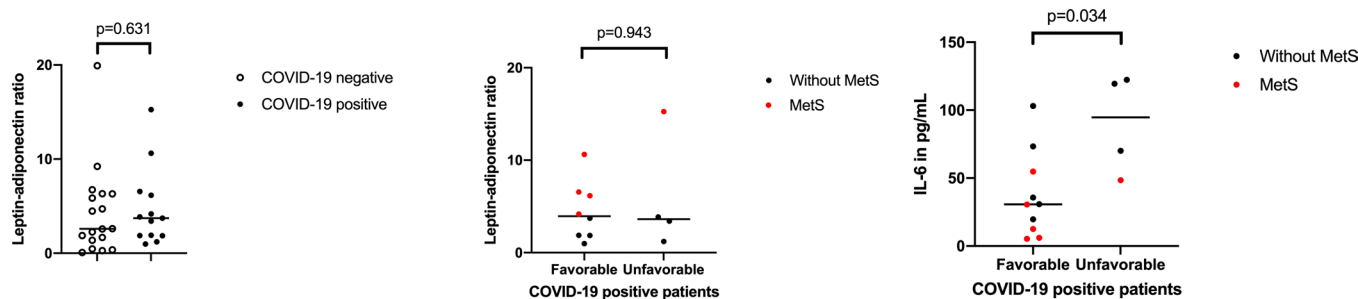 p=0.631
Leptin-adiponectin ratio
20
10
0
COVID-19 negative
COVID-19 positive
p=0.943
Leptin-adiponectin ratio
20
10
0
Without MetS
MetS
Favorable Unfavorable
COVID-19 positive patients
p=0.034
IL-6 in pg/mL
150
100
50
0
Without MetS
MetS
Favorable Unfavorable
COVID-19 positive patients